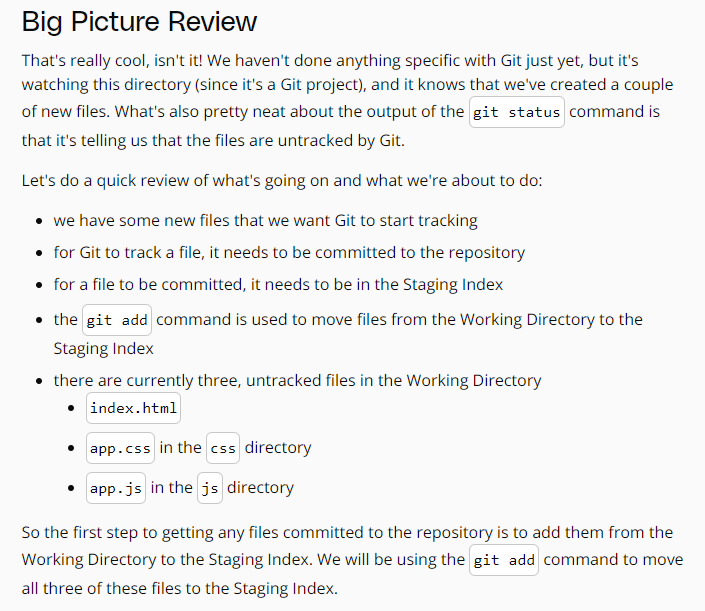 Big Picture Review
That's really cool, isn't it! We haven't done anything specific with Git just yet, but it's
watching this directory (since it's a Git project), and it knows that we've created a couple
of new files. What's also pretty neat about the output of the git status command is
that it's telling us that the files are untracked by Git.
Let's do a quick review of what's going on and what we're about to do:
• we have some new files that we want Git to start tracking
• for Git to track a file, it needs to be committed to the repository
• for a file to be committed, it needs to be in the Staging Index
• the git add command is used to move files from the Working Directory to the
Staging Index
• there are currently three, untracked files in the Working Directory
• index.html
• app.css in the css directory
• app.js in the js directory
So the first step to getting any files committed to the repository is to add them from the
Working Directory to the Staging Index. We will be using the git add command to move
all three of these files to the Staging Index.